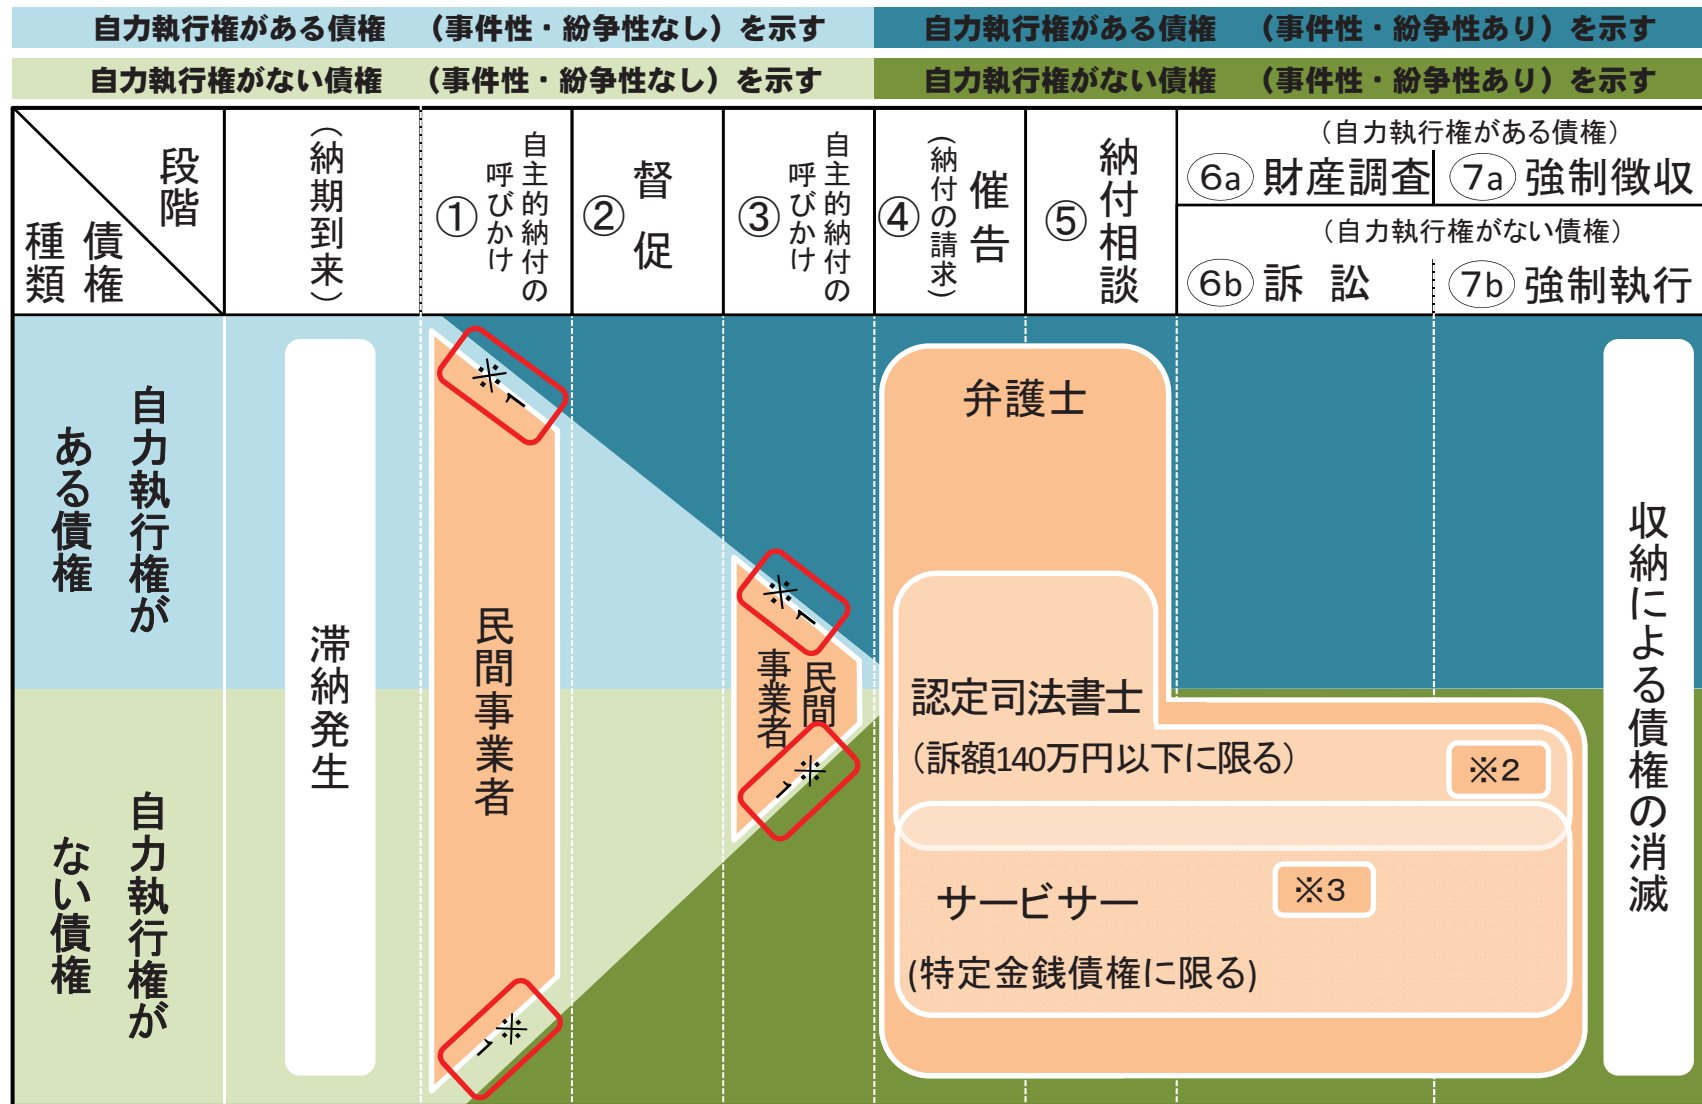 自力執行権がある債権 （事件性・紛争性なし）を示す
自力執行権がある債権 （事件性・紛争性あり）を示す
自力執行権がない債権 （事件性・紛争性なし）を示す
自力執行権がない債権 （事件性・紛争性あり）を示す
段階
債権
種類
（納期到来）
①
自主的納付の
呼びかけ
②
督促
③
自主的納付の
呼びかけ
④
催告
（納付の請求）
⑤
納付相談
（自力執行権がある債権）
6a 財産調査
7a 強制徴収
（自力執行権がない債権）
6b 訴 訟
7b 強制執行
自力執行権が
ある債権
自力執行権が
ない債権
滞納発生
※1
民間事業者
※1
※1
民間
事業者
※1
弁護士
認定司法書士
（訴額140万円以下に限る）
※2
サービサー
※3
(特定金銭債権に限る)
収納による債権の消滅